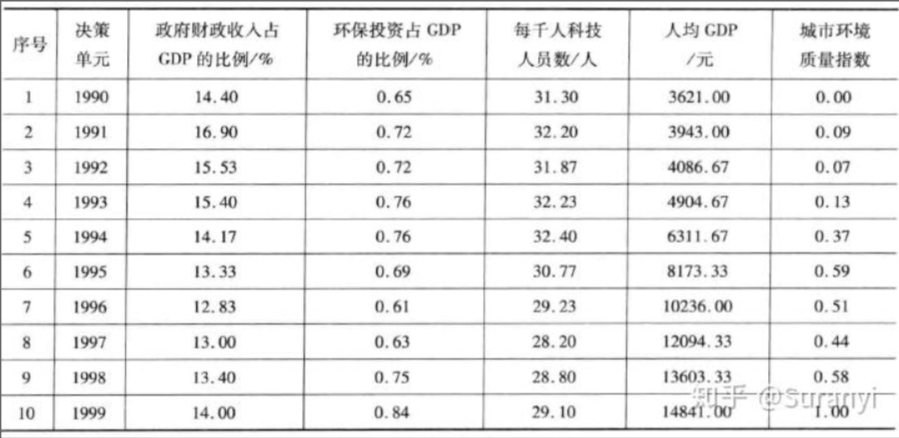 序号 决策单元 政府财政收入占GDP的比例/% 环保投资占GDP的比例/% 每千人科技人员数/人 人均GDP/元 城市环境质量指数
1 1990 14.40 0.65 31.30 3621.00 0.00
2 1991 16.90 0.72 32.20 3943.00 0.09
3 1992 15.53 0.72 31.87 4086.67 0.07
4 1993 15.40 0.76 32.23 4904.67 0.13
5 1994 14.17 0.76 32.40 6311.67 0.37
6 1995 13.33 0.69 30.77 8173.33 0.59
7 1996 12.83 0.61 29.23 10236.00 0.51
8 1997 13.00 0.63 28.20 12094.33 0.44
9 1998 13.40 0.75 28.80 13603.33 0.58
10 1999 14.00 0.84 29.10 14841.00 1.00
知乎 @Suranyi